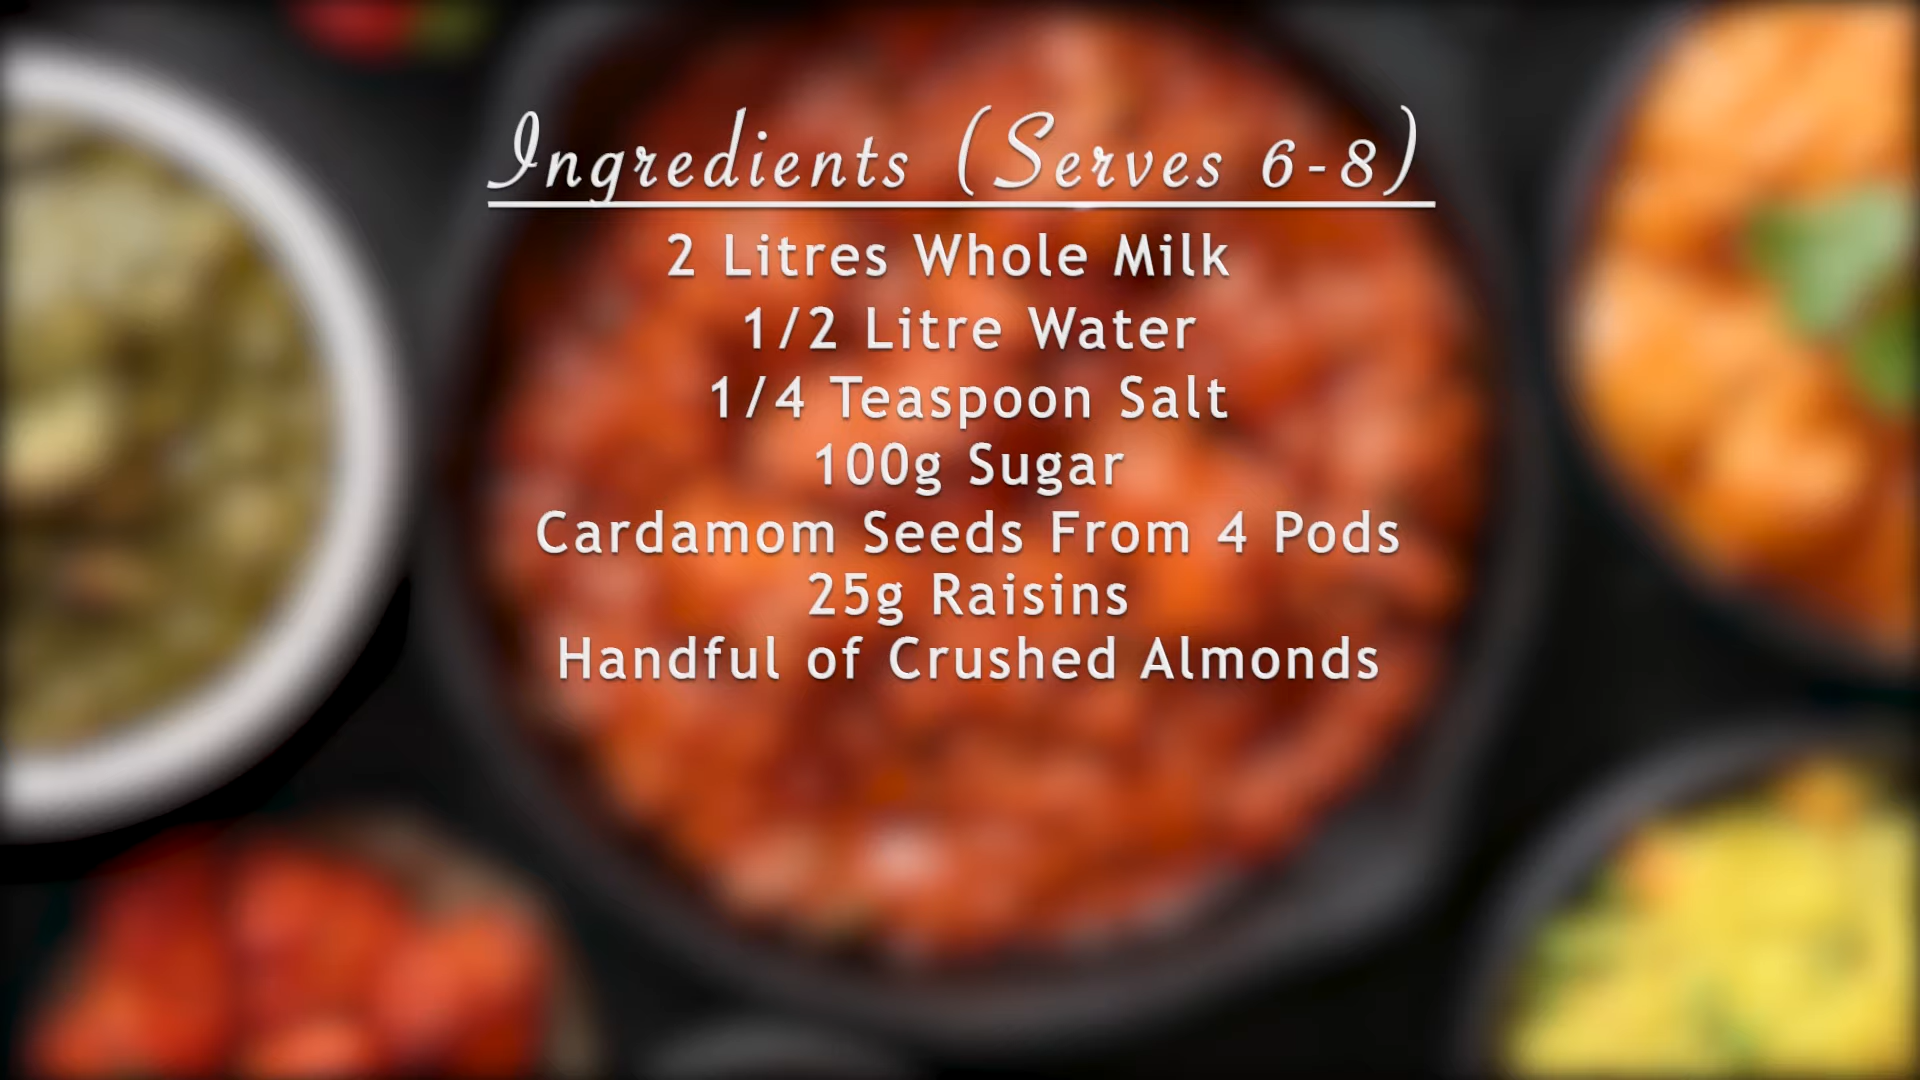 Ingredients (Serves 6-8)
2 Litres Whole Milk
1/2 Litre Water
1/4 Teaspoon Salt
100g Sugar
Cardamom Seeds From 4 Pods
25g Raisins
Handful of Crushed Almonds